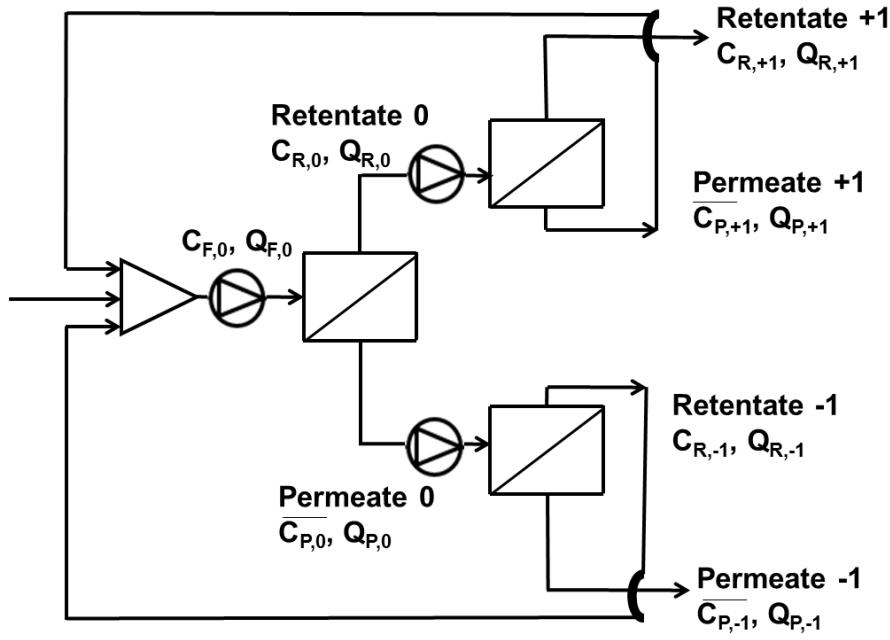 Retentate +1
C_R,+1, Q_R,+1
Retentate 0
C_R,0, Q_R,0
Permeate +1
C̅_P,+1, Q_P,+1
C_F,0, Q_F,0
Retentate -1
C_R,-1, Q_R,-1
Permeate 0
C̅_P,0, Q_P,0
Permeate -1
C̅_P,-1, Q_P,-1